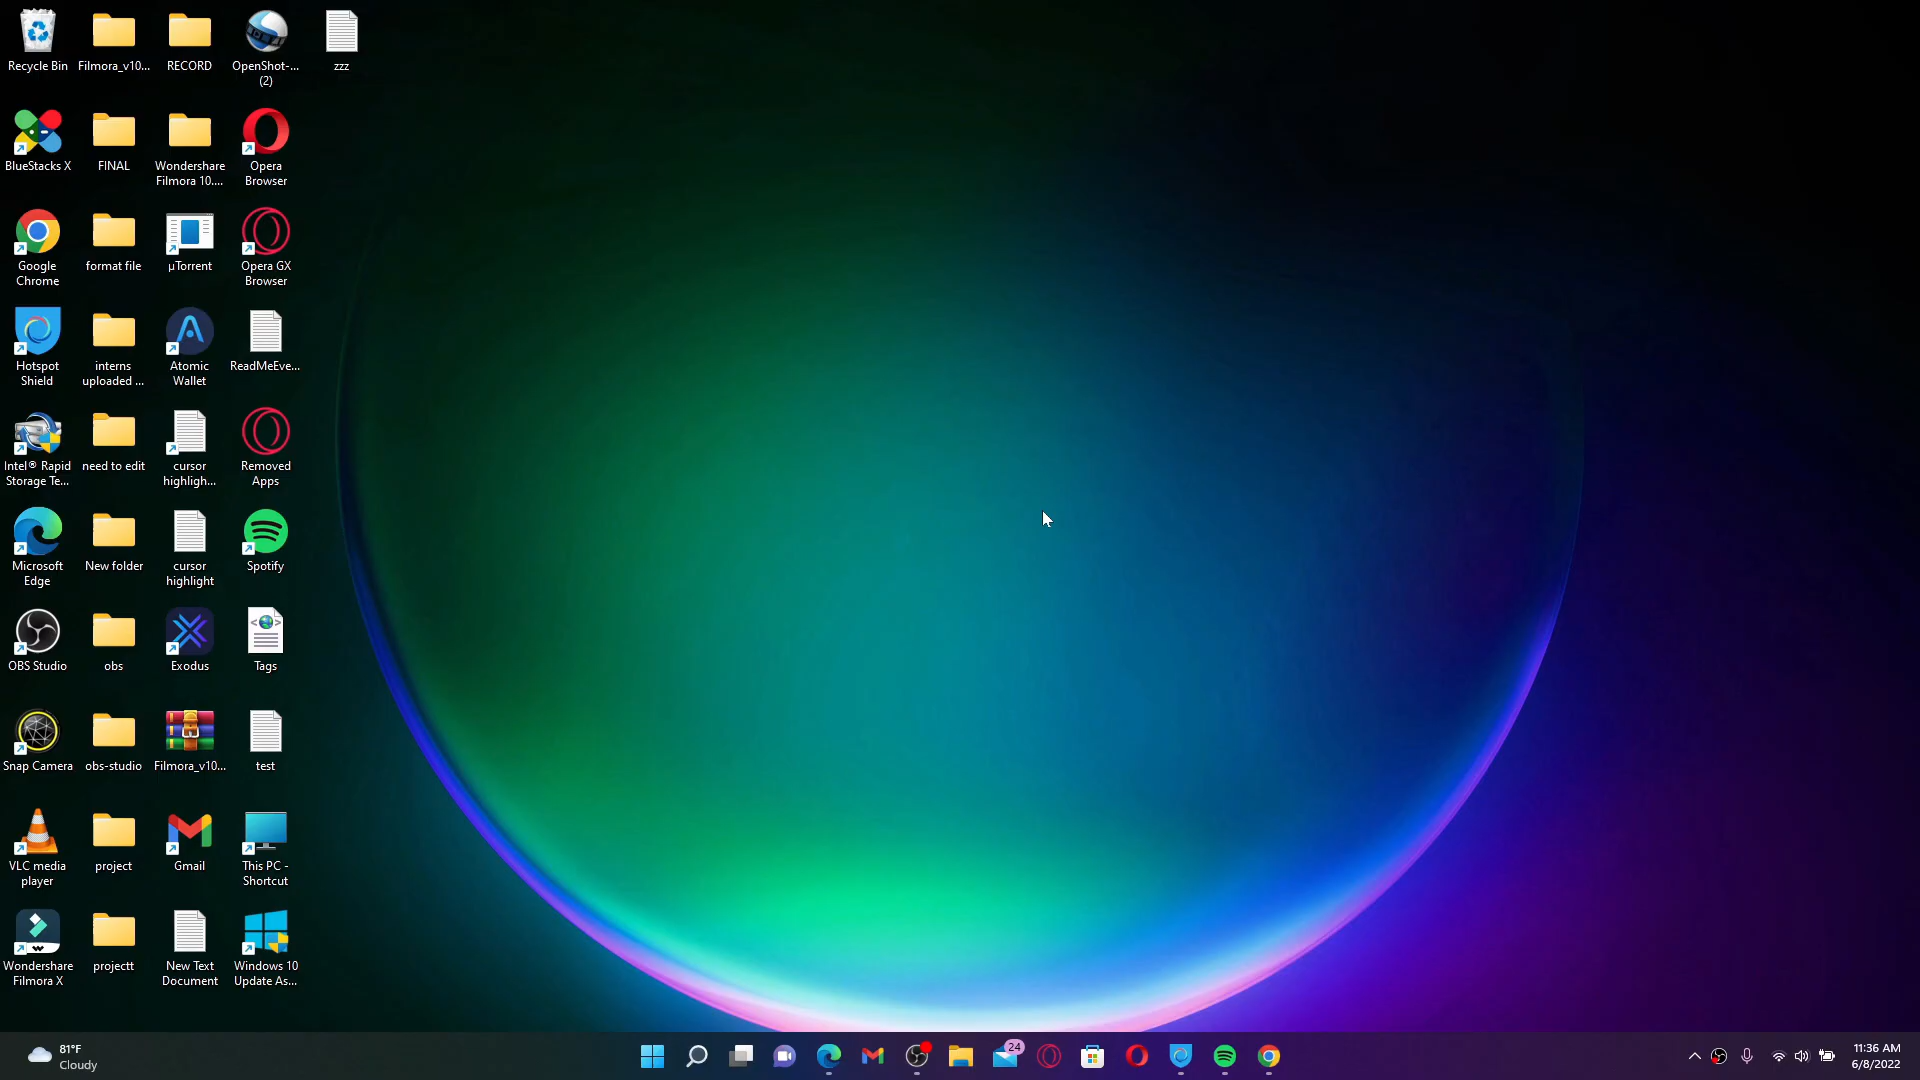 Recycle Bin
Filmora_v10...
RECORD
OpenShot-...
(2)
zzz
BlueStacks X
FINAL
Wondershare
Filmora 10....
Opera
Browser
Google
Chrome
format file
µTorrent
Opera GX
Browser
Hotspot
Shield
interns
uploaded ...
Atomic
Wallet
ReadMeEve...
Intel® Rapid
Storage Te...
need to edit
cursor
highligh...
Removed
Apps
Microsoft
Edge
New folder
cursor
highlight
Spotify
OBS Studio
obs
Exodus
Tags
Snap Camera
obs-studio
Filmora_v10...
test
VLC media
player
project
Gmail
This PC -
Shortcut
Wondershare
Filmora X
projectt
New Text
Document
Windows 10
Update As...
81°F
Cloudy
24
11:36 AM
6/8/2022